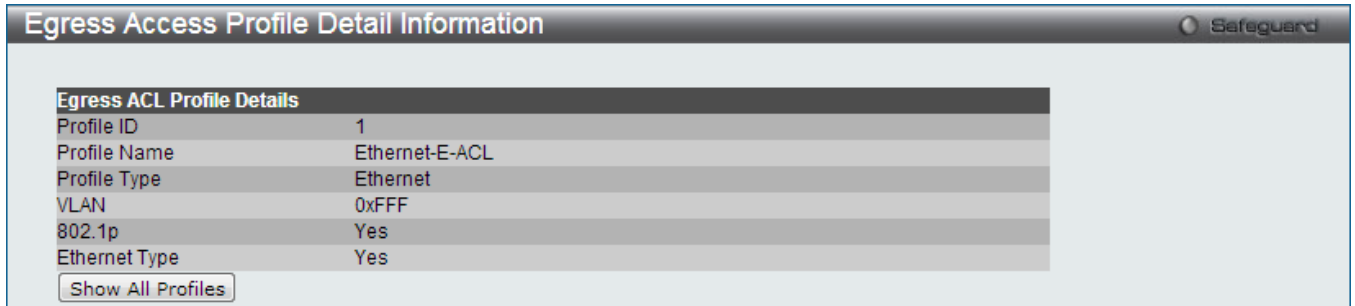 Egress Access Profile Detail Information
Safeguard
Egress ACL Profile Details
Profile ID 1
Profile Name Ethernet-E-ACL
Profile Type Ethernet
VLAN 0xFFF
802.1p Yes
Ethernet Type Yes
Show All Profiles